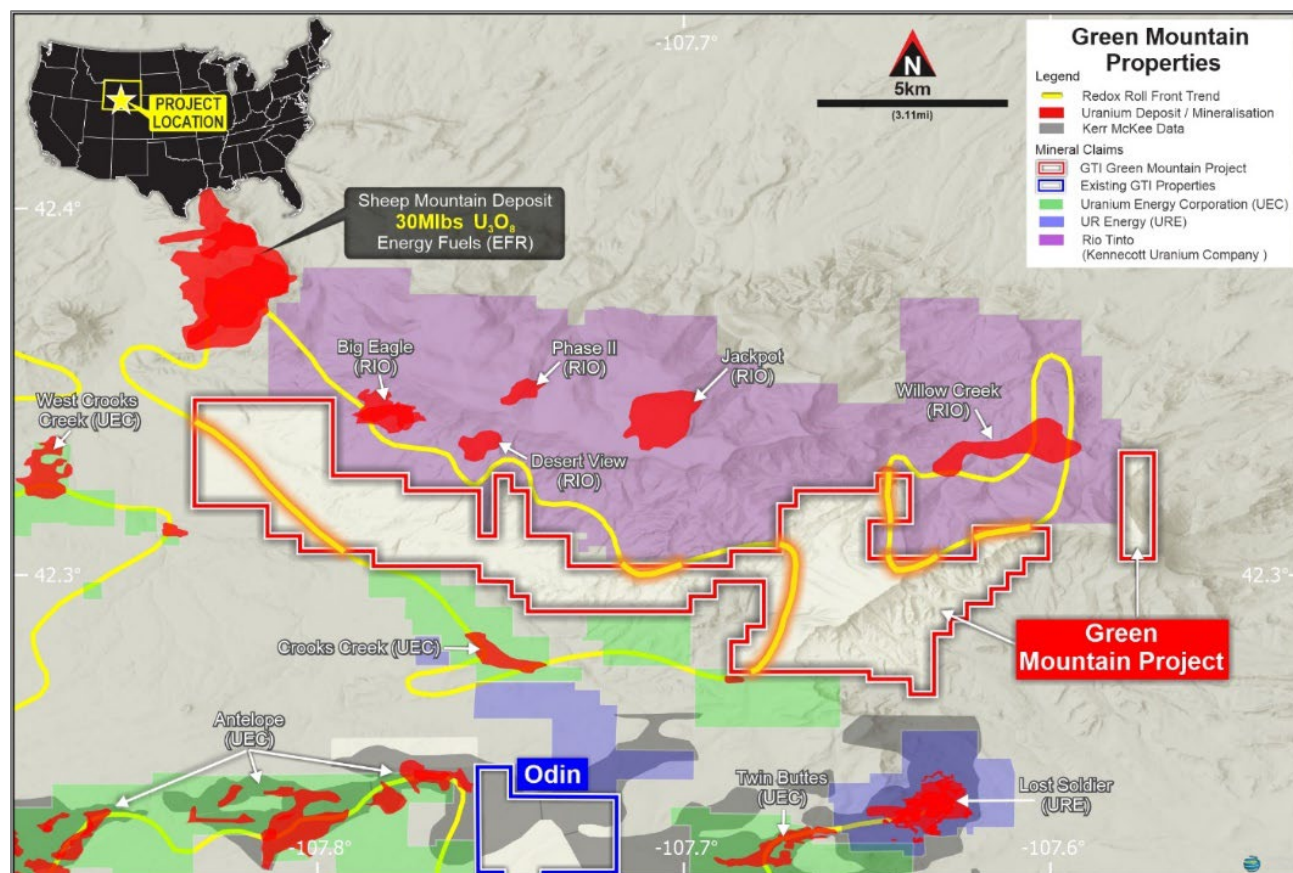 -107.7°
N
5km
(3.11mi)
Green Mountain
Properties
Legend
Redox Roll Front Trend
Uranium Deposit / Mineralisation
Kerr McKee Data
Mineral Claims
GTI Green Mountain Project
Existing GTI Properties
Uranium Energy Corporation (UEC)
UR Energy (URE)
Rio Tinto
(Kennecott Uranium Company )
PROJECT
LOCATION
42.4°
Sheep Mountain Deposit
30Mlbs U₃O₈
Energy Fuels (EFR)
Big Eagle
(RIO)
Phase II
(RIO)
Jackpot
(RIO)
Willow Creek
(RIO)
West Crooks
Creek (UEC)
Desert View
(RIO)
42.3°
42.3°
Green
Mountain Project
Crooks Creek (UEC)
Antelope
(UEC)
Odin
Twin Buttes
(UEC)
Lost Soldier
(URE)
-107.8°
-107.7°
-107.6°